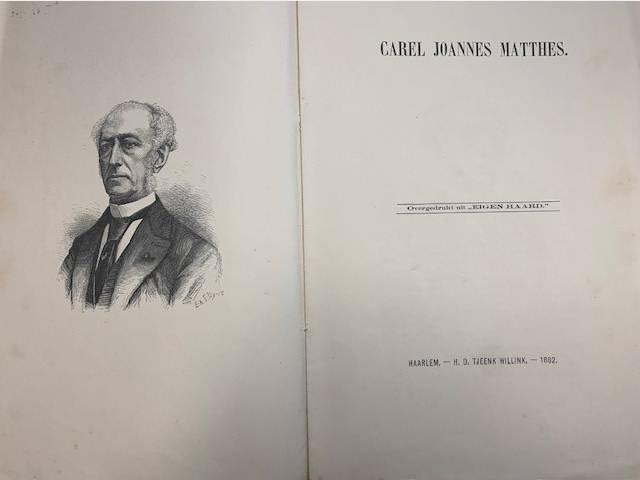 CAREL JOANNES MATTHES.
Overgedrukt uit „EIGEN HAARD.”
HAARLEM. — H. D. TJEENK WILLINK. — 1882.